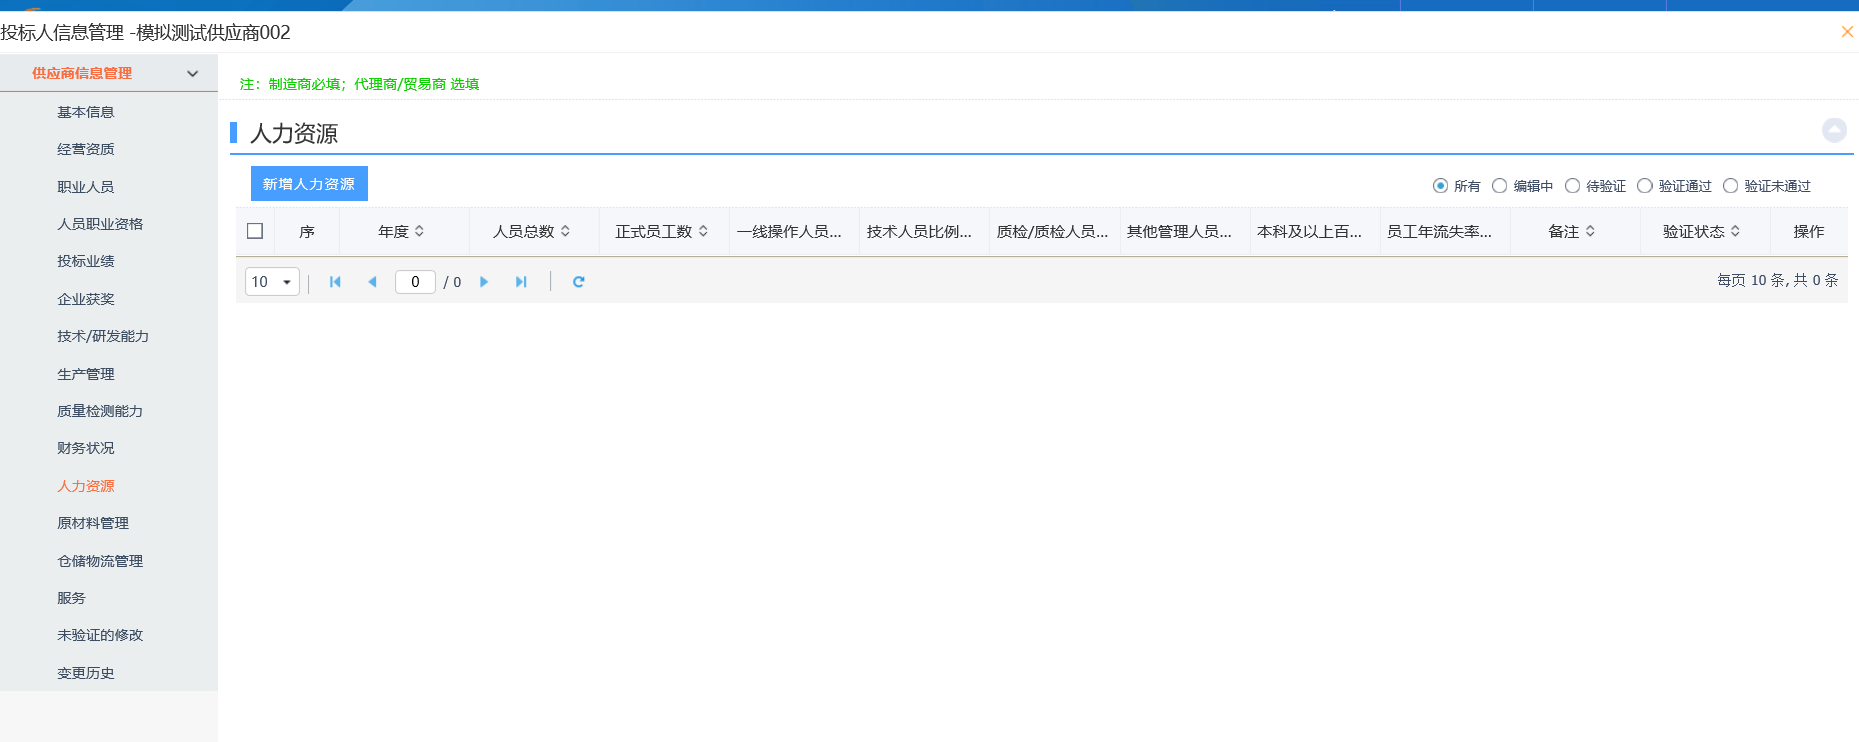 投标人信息管理 -模拟测试供应商002
供应商信息管理
基本信息
经营资质
职业人员
人员职业资格
投标业绩
企业获奖
技术/研发能力
生产管理
质量检测能力
财务状况
人力资源
原材料管理
仓储物流管理
服务
未验证的修改
变更历史
注：制造商必填；代理商/贸易商 选填
人力资源
新增人力资源
所有 编辑中 待验证 验证通过 验证未通过
序 年度 人员总数 正式员工数 一线操作人员... 技术人员比例... 质检/质检人员... 其他管理人员... 本科及以上百... 员工年流失率... 备注 验证状态 操作
10 0 / 0 每页 10 条, 共 0 条